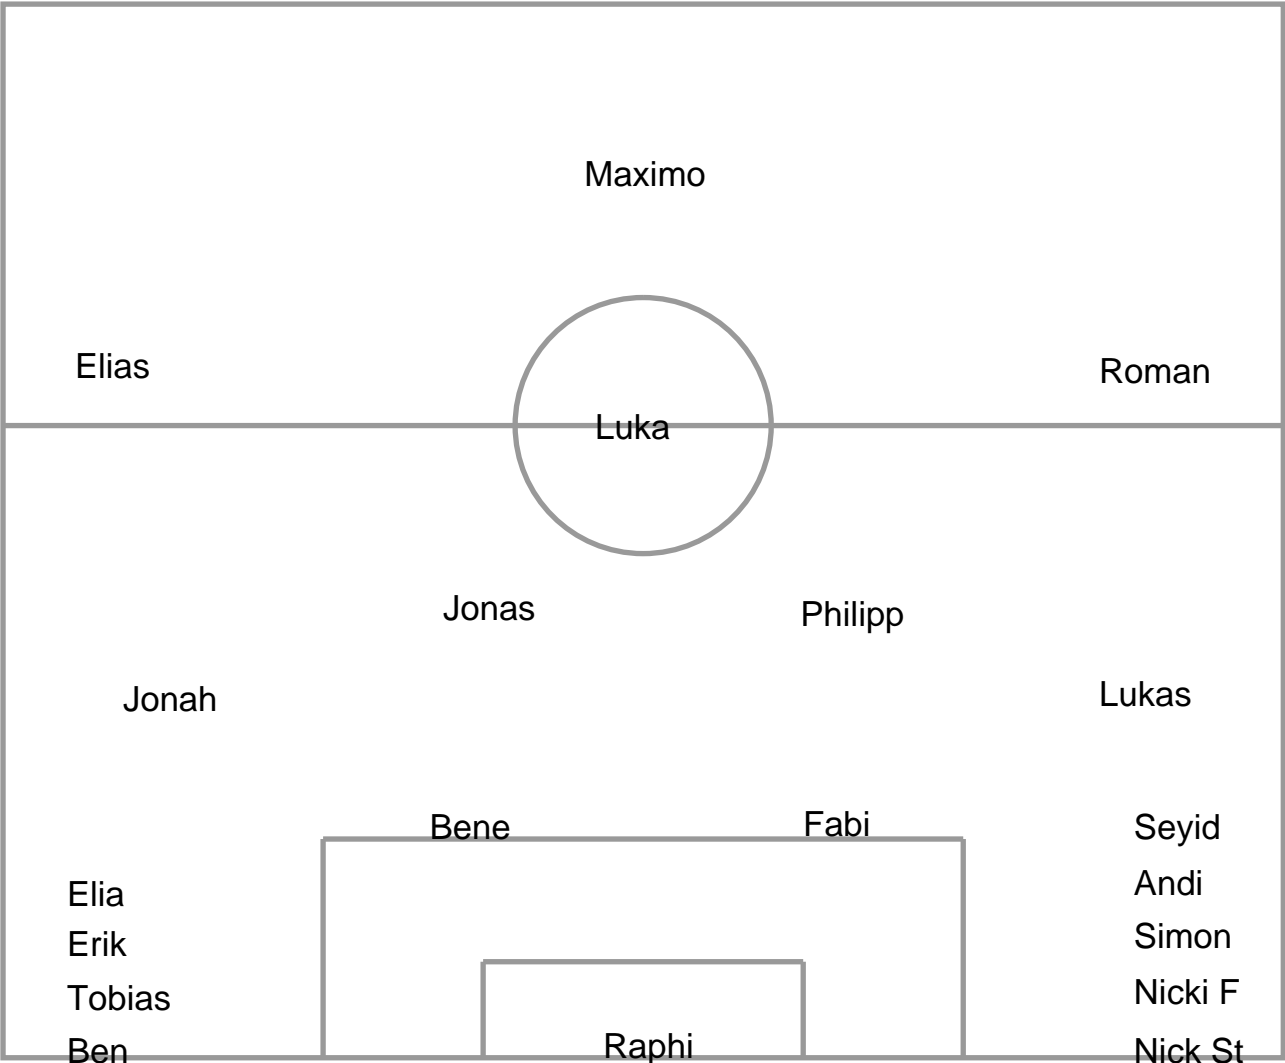 Maximo
Elias
Roman
Luka
Jonas
Philipp
Jonah
Lukas
Bene
Fabi
Seyid
Andi
Simon
Nicki F
Nick St
Elia
Erik
Tobias
Ben
Raphi